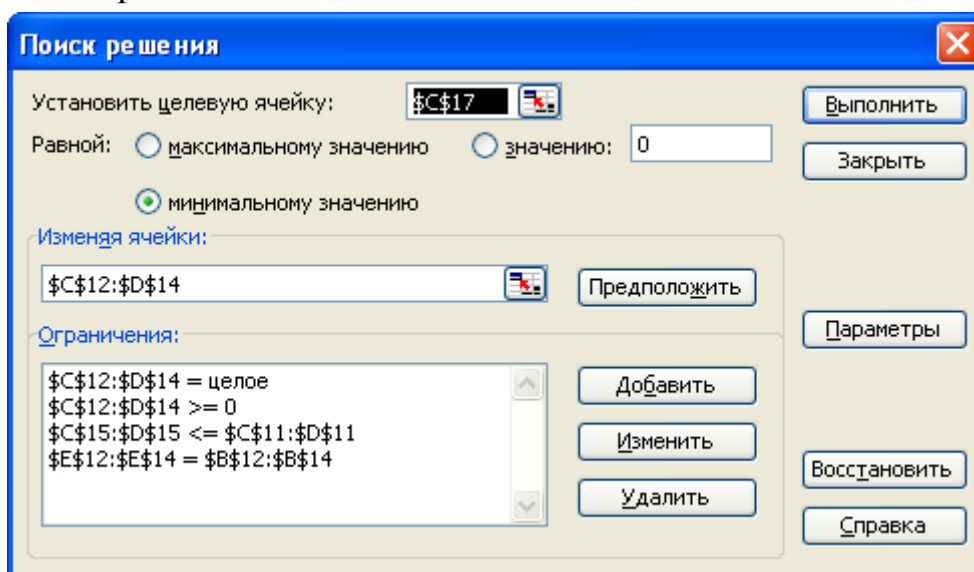 Поиск решения
Установить целевую ячейку: $C$17
Выполнить
Равной: максимальному значению значению: 0
Закрыть
минимальному значению
Изменяя ячейки:
$C$12:$D$14
Предположить
Параметры
Ограничения:
$C$12:$D$14 = целое
$C$12:$D$14 >= 0
$C$15:$D$15 <= $C$11:$D$11
$E$12:$E$14 = $B$12:$B$14
Добавить
Изменить
Удалить
Восстановить
Справка